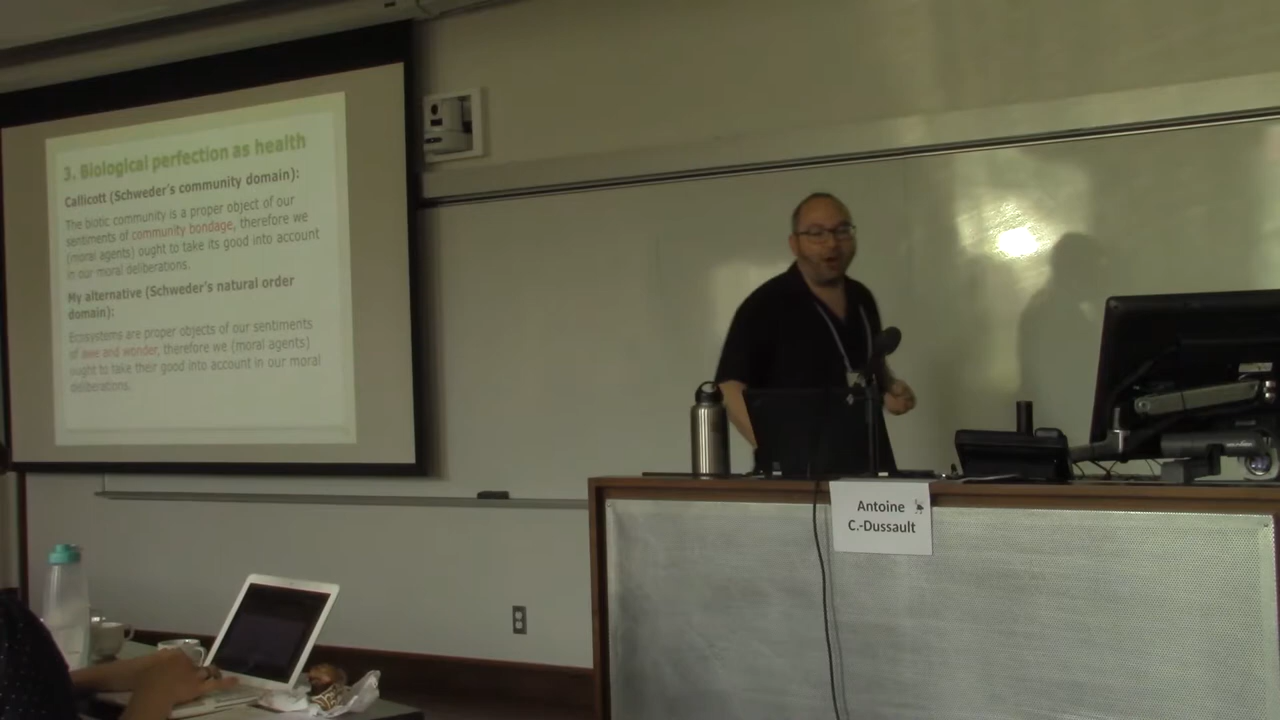 3. Biological perfection as health
Callicott (Schweder's community domain):
The biotic community is a proper object of our
sentiments of community bondage, therefore we
(moral agents) ought to take its good into account
in our moral deliberations.
My alternative (Schweder's natural order
domain):
Ecosystems are proper objects of our sentiments
of awe and wonder, therefore we (moral agents)
ought to take their good into account in our moral
deliberations.
Antoine
C.-Dussault